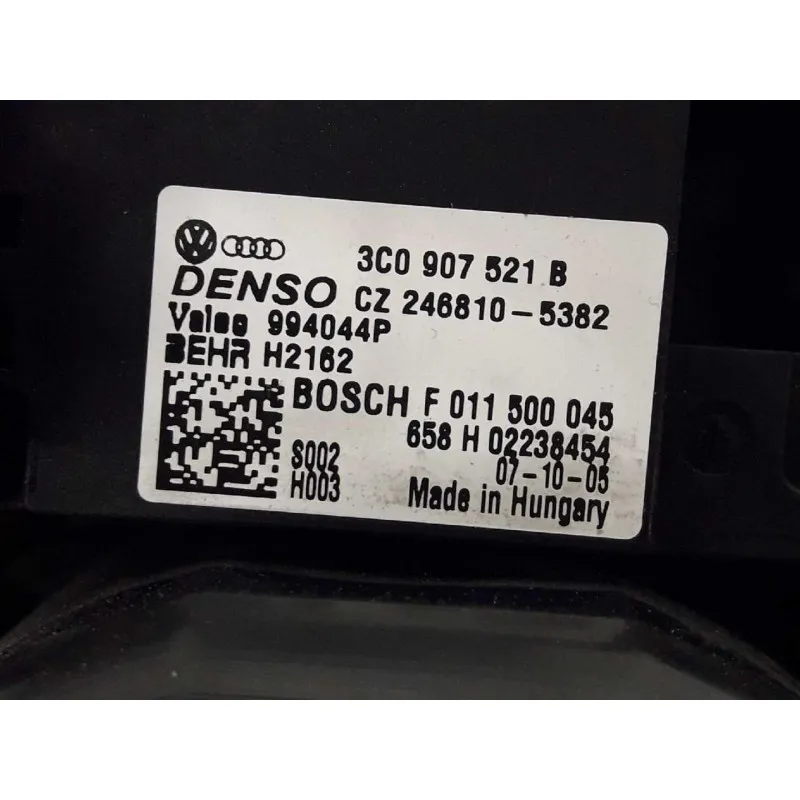 3C0 907 521 B
DENSO CZ 246810-5382
Valeo 994044P
BEHR H2162
BOSCH F 011 500 045
658 H 02238454
S002 07-10-05
H003 Made in Hungary